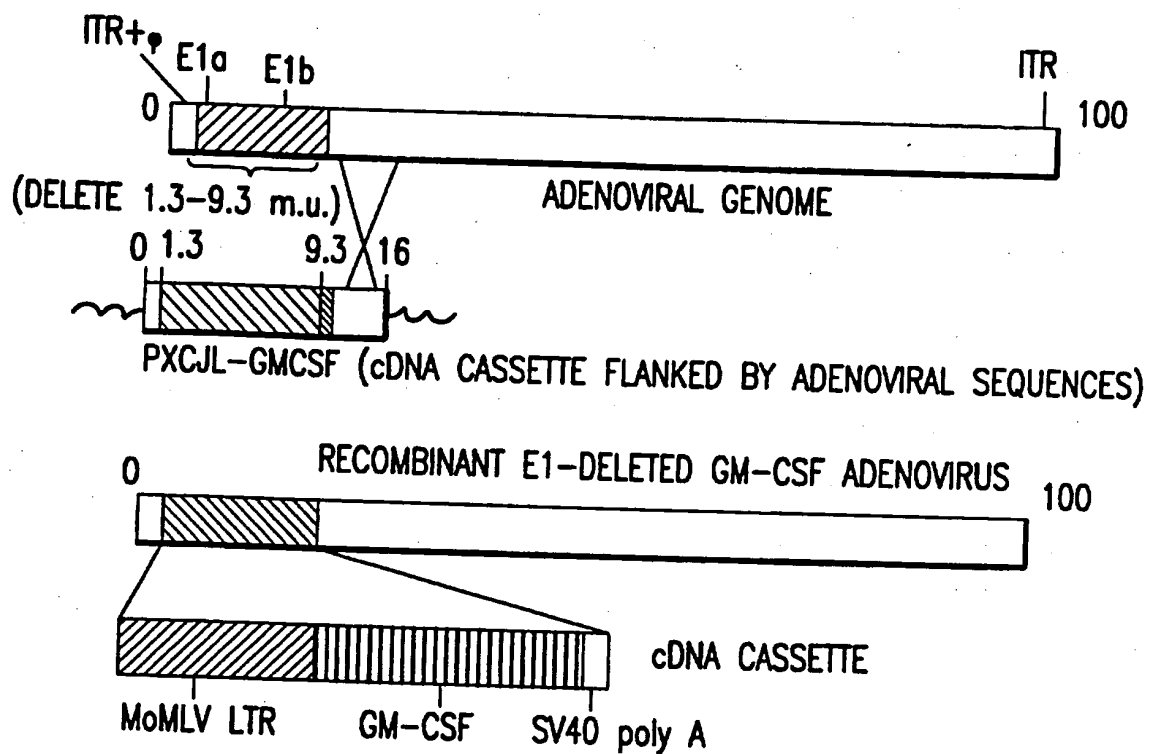 ITR+φ
E1a
E1b
ITR
0
100
(DELETE 1.3-9.3 m.u.)
ADENOVIRAL GENOME
0
1.3
9.3
16
PXCJL-GMCSF (cDNA CASSETTE FLANKED BY ADENOVIRAL SEQUENCES)
0
RECOMBINANT E1-DELETED GM-CSF ADENOVIRUS
100
cDNA CASSETTE
MoMLV LTR
GM-CSF
SV40 poly A